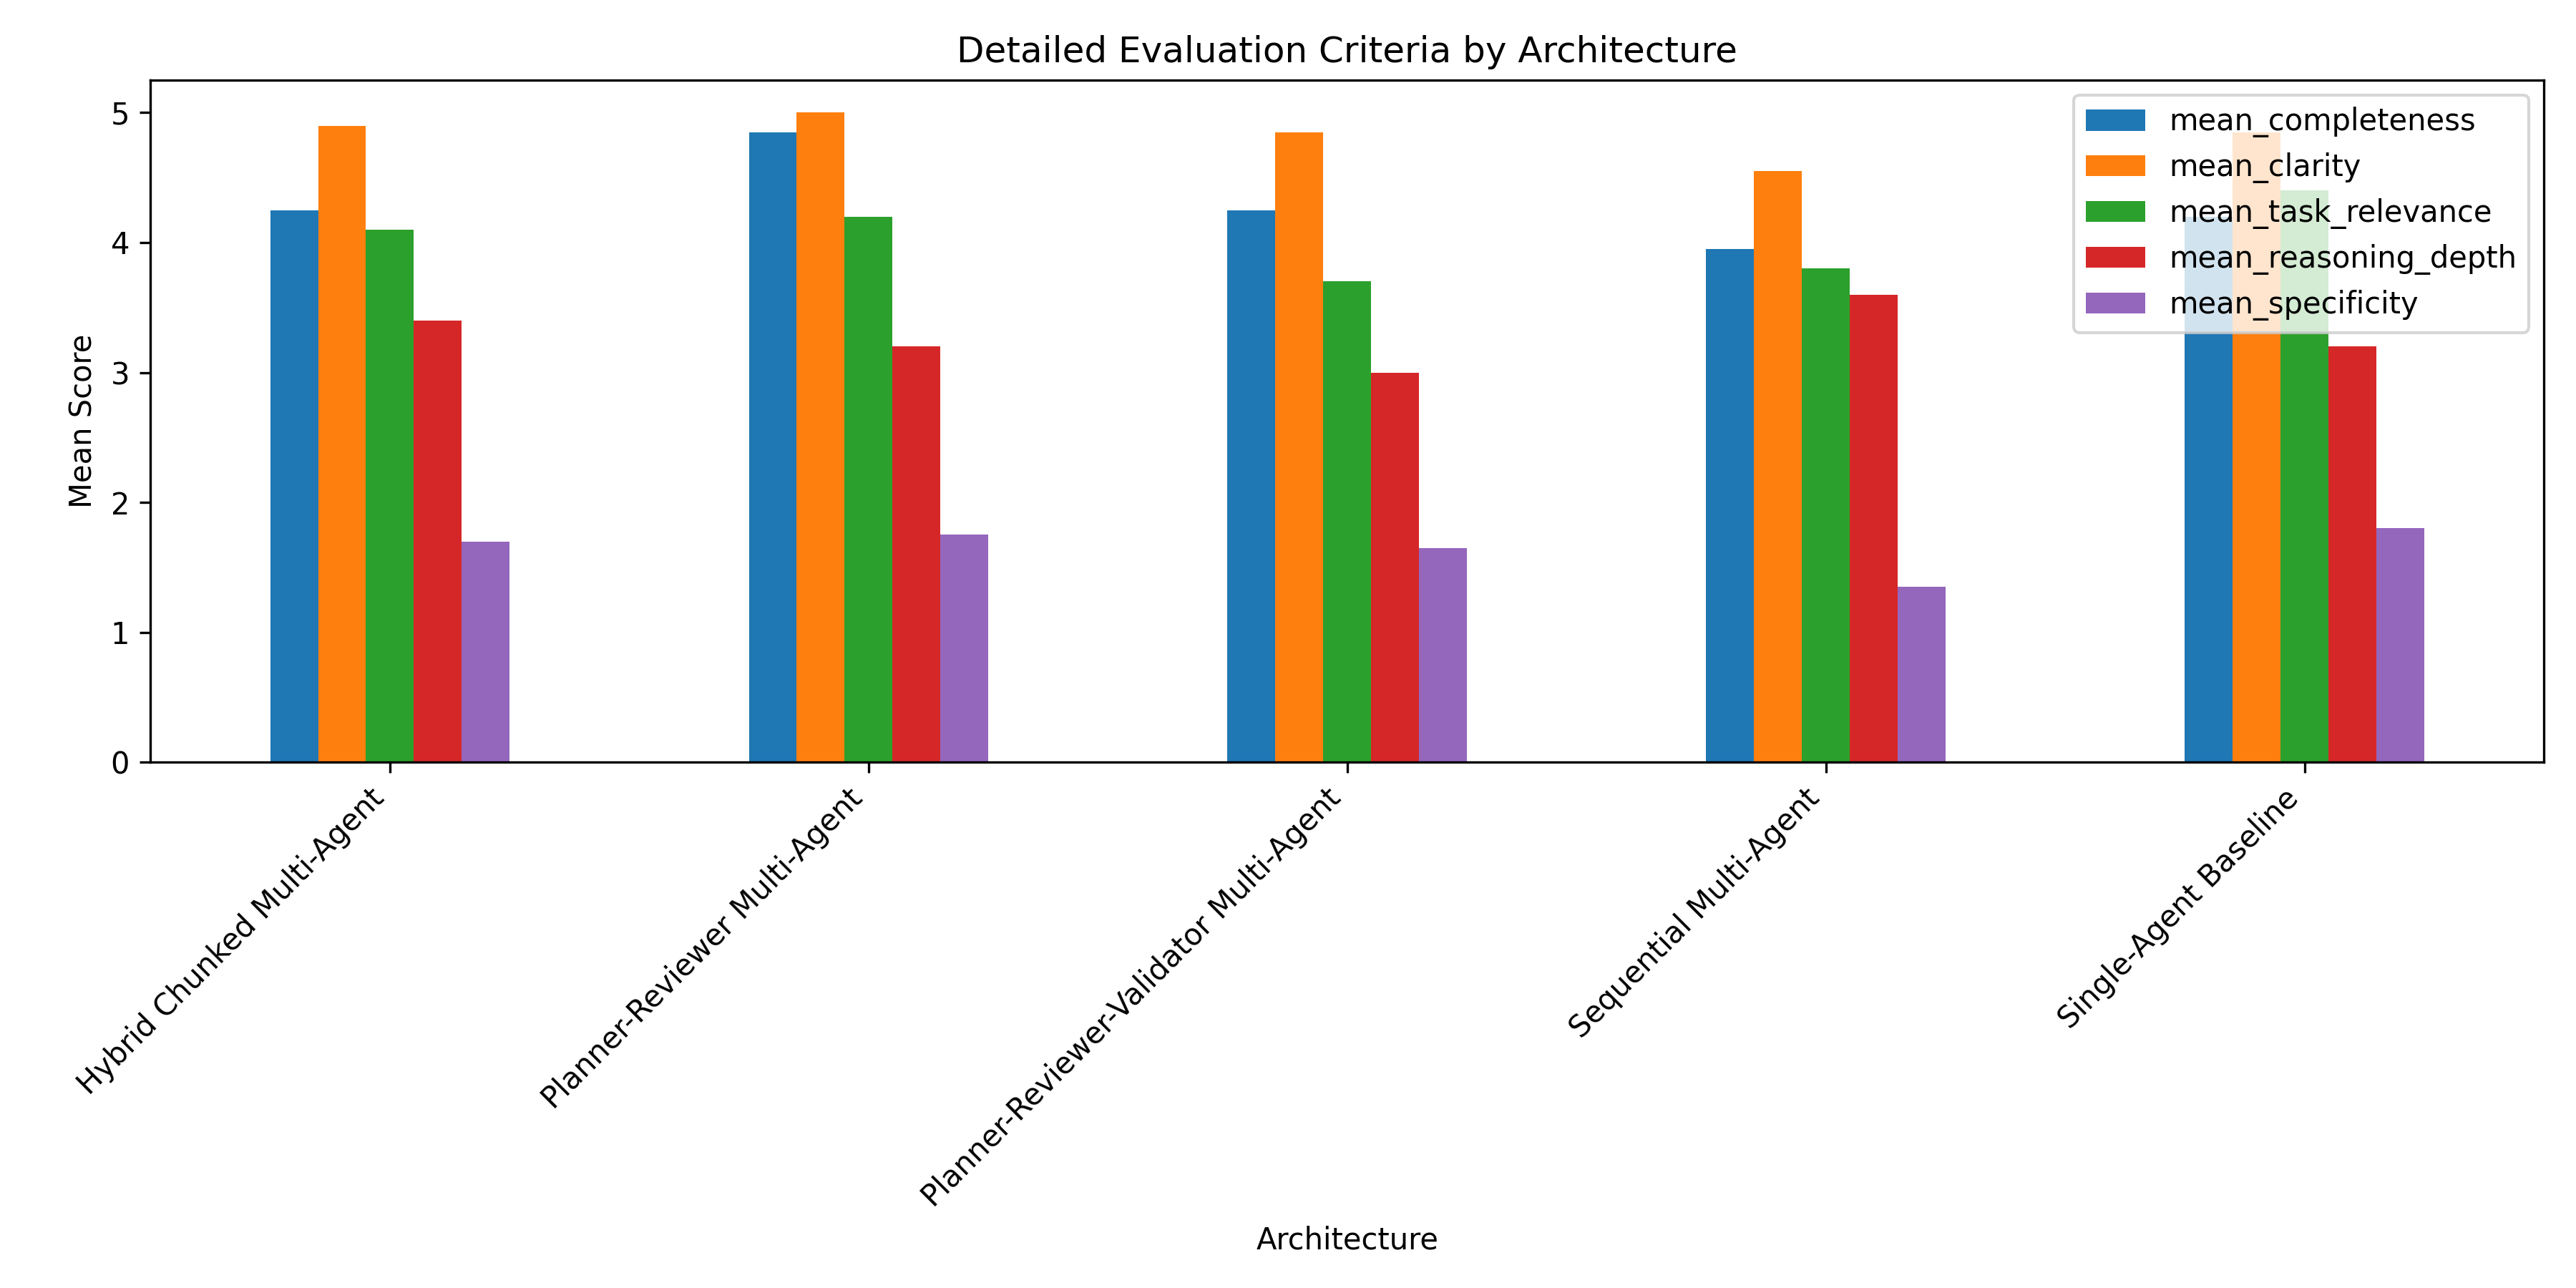 Detailed Evaluation Criteria by Architecture
mean_completeness
mean_clarity
mean_task_relevance
mean_reasoning_depth
mean_specificity
Mean Score
5
4
3
2
1
0
Hybrid Chunked Multi-Agent
Planner-Reviewer Multi-Agent
Planner-Reviewer-Validator Multi-Agent
Sequential Multi-Agent
Single-Agent Baseline
Architecture